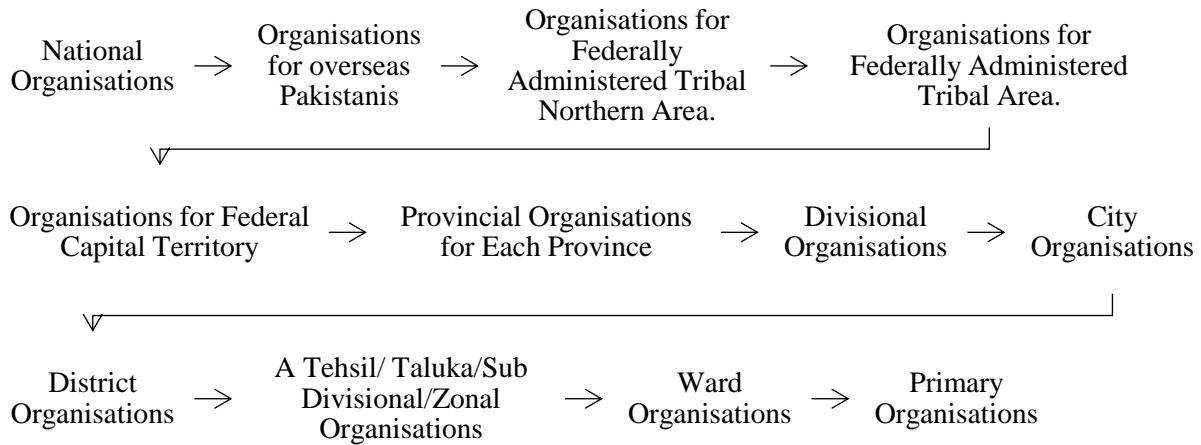 National
Organisations
Organisations
for overseas
Pakistanis
Organisations for
Federally
Administered Tribal
Northern Area.
Organisations for
Federally Administered
Tribal Area.
Organisations for Federal
Capital Territory
Provincial Organisations
for Each Province
Divisional
Organisations
City
Organisations
District
Organisations
A Tehsil/ Taluka/Sub
Divisional/Zonal
Organisations
Ward
Organisations
Primary
Organisations